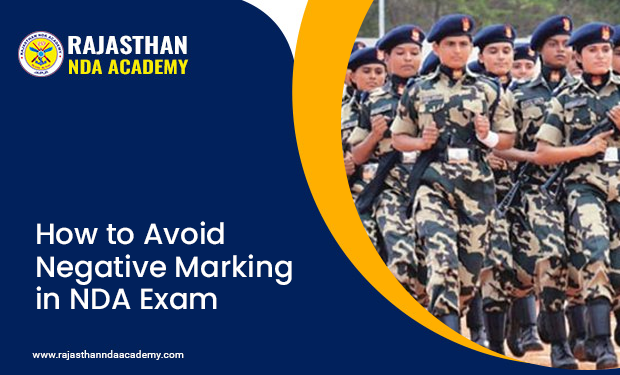 RAJASTHAN
NDA ACADEMY
How to Avoid
Negative Marking
in NDA Exam
www.rajasthanndaacademy.com